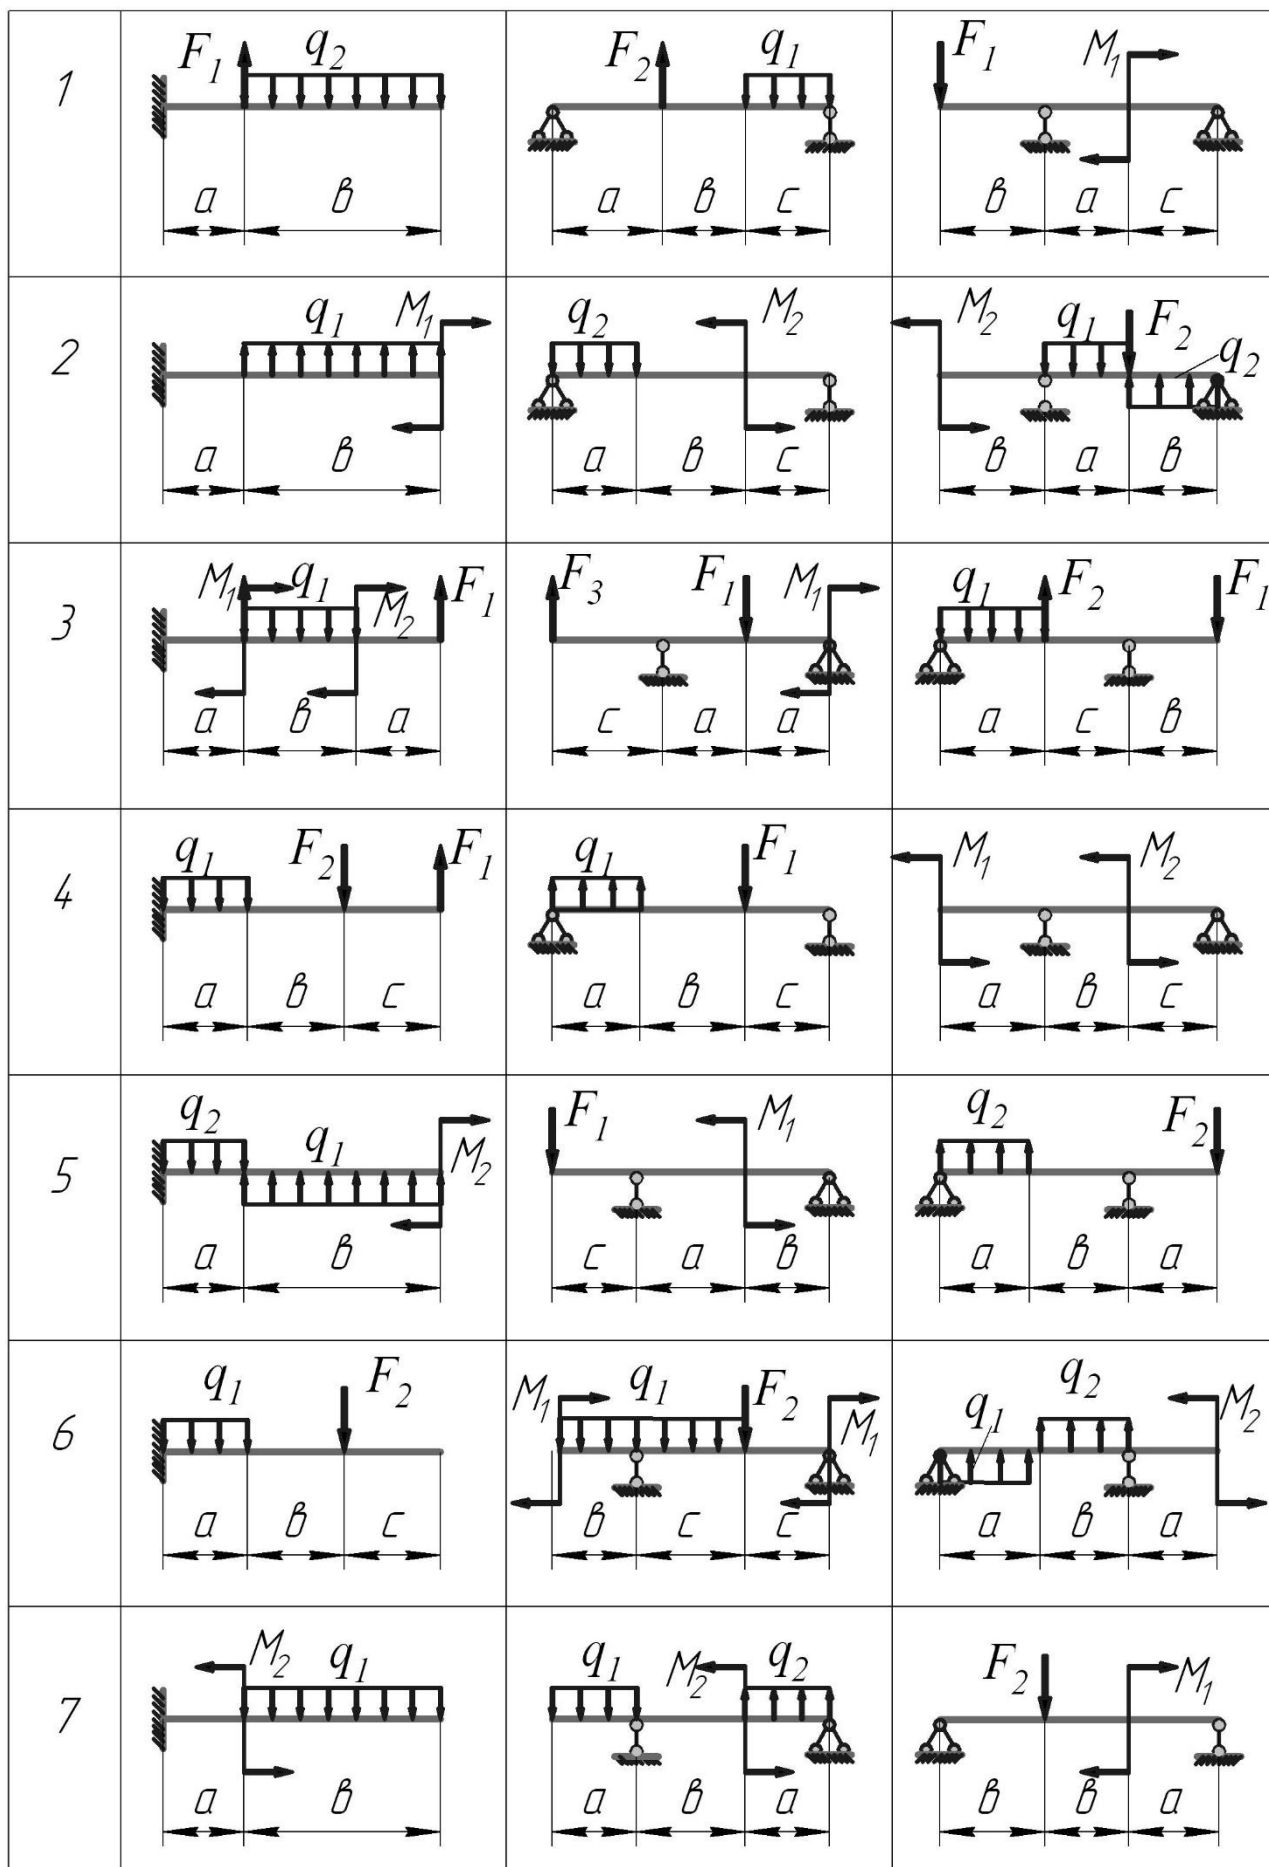 1
F₁ q₂
a в
F₂ q₁
a в c
F₁ M₁
в a c
2
q₁ M₁
a в
q₂ M₂
a в c
M₂ q₁ F₂ q₂
в a в
3
M₁ q₁ M₂ F₁
a в a
F₃ F₁ M₁
c a a
q₁ F₂ F₁
a c в
4
q₁ F₂ F₁
a в c
q₁ F₁
a в c
M₁ M₂
a в c
5
q₂ q₁ M₂
a в
F₁ M₁
c a в
q₂ F₂
a в a
6
q₁ F₂
a в c
M₁ q₁ F₂ M₁
в c c
q₁ q₂ M₂
a в a
7
M₂ q₁
a в
q₁ M₂ q₂
a в a
F₂ M₁
в в a